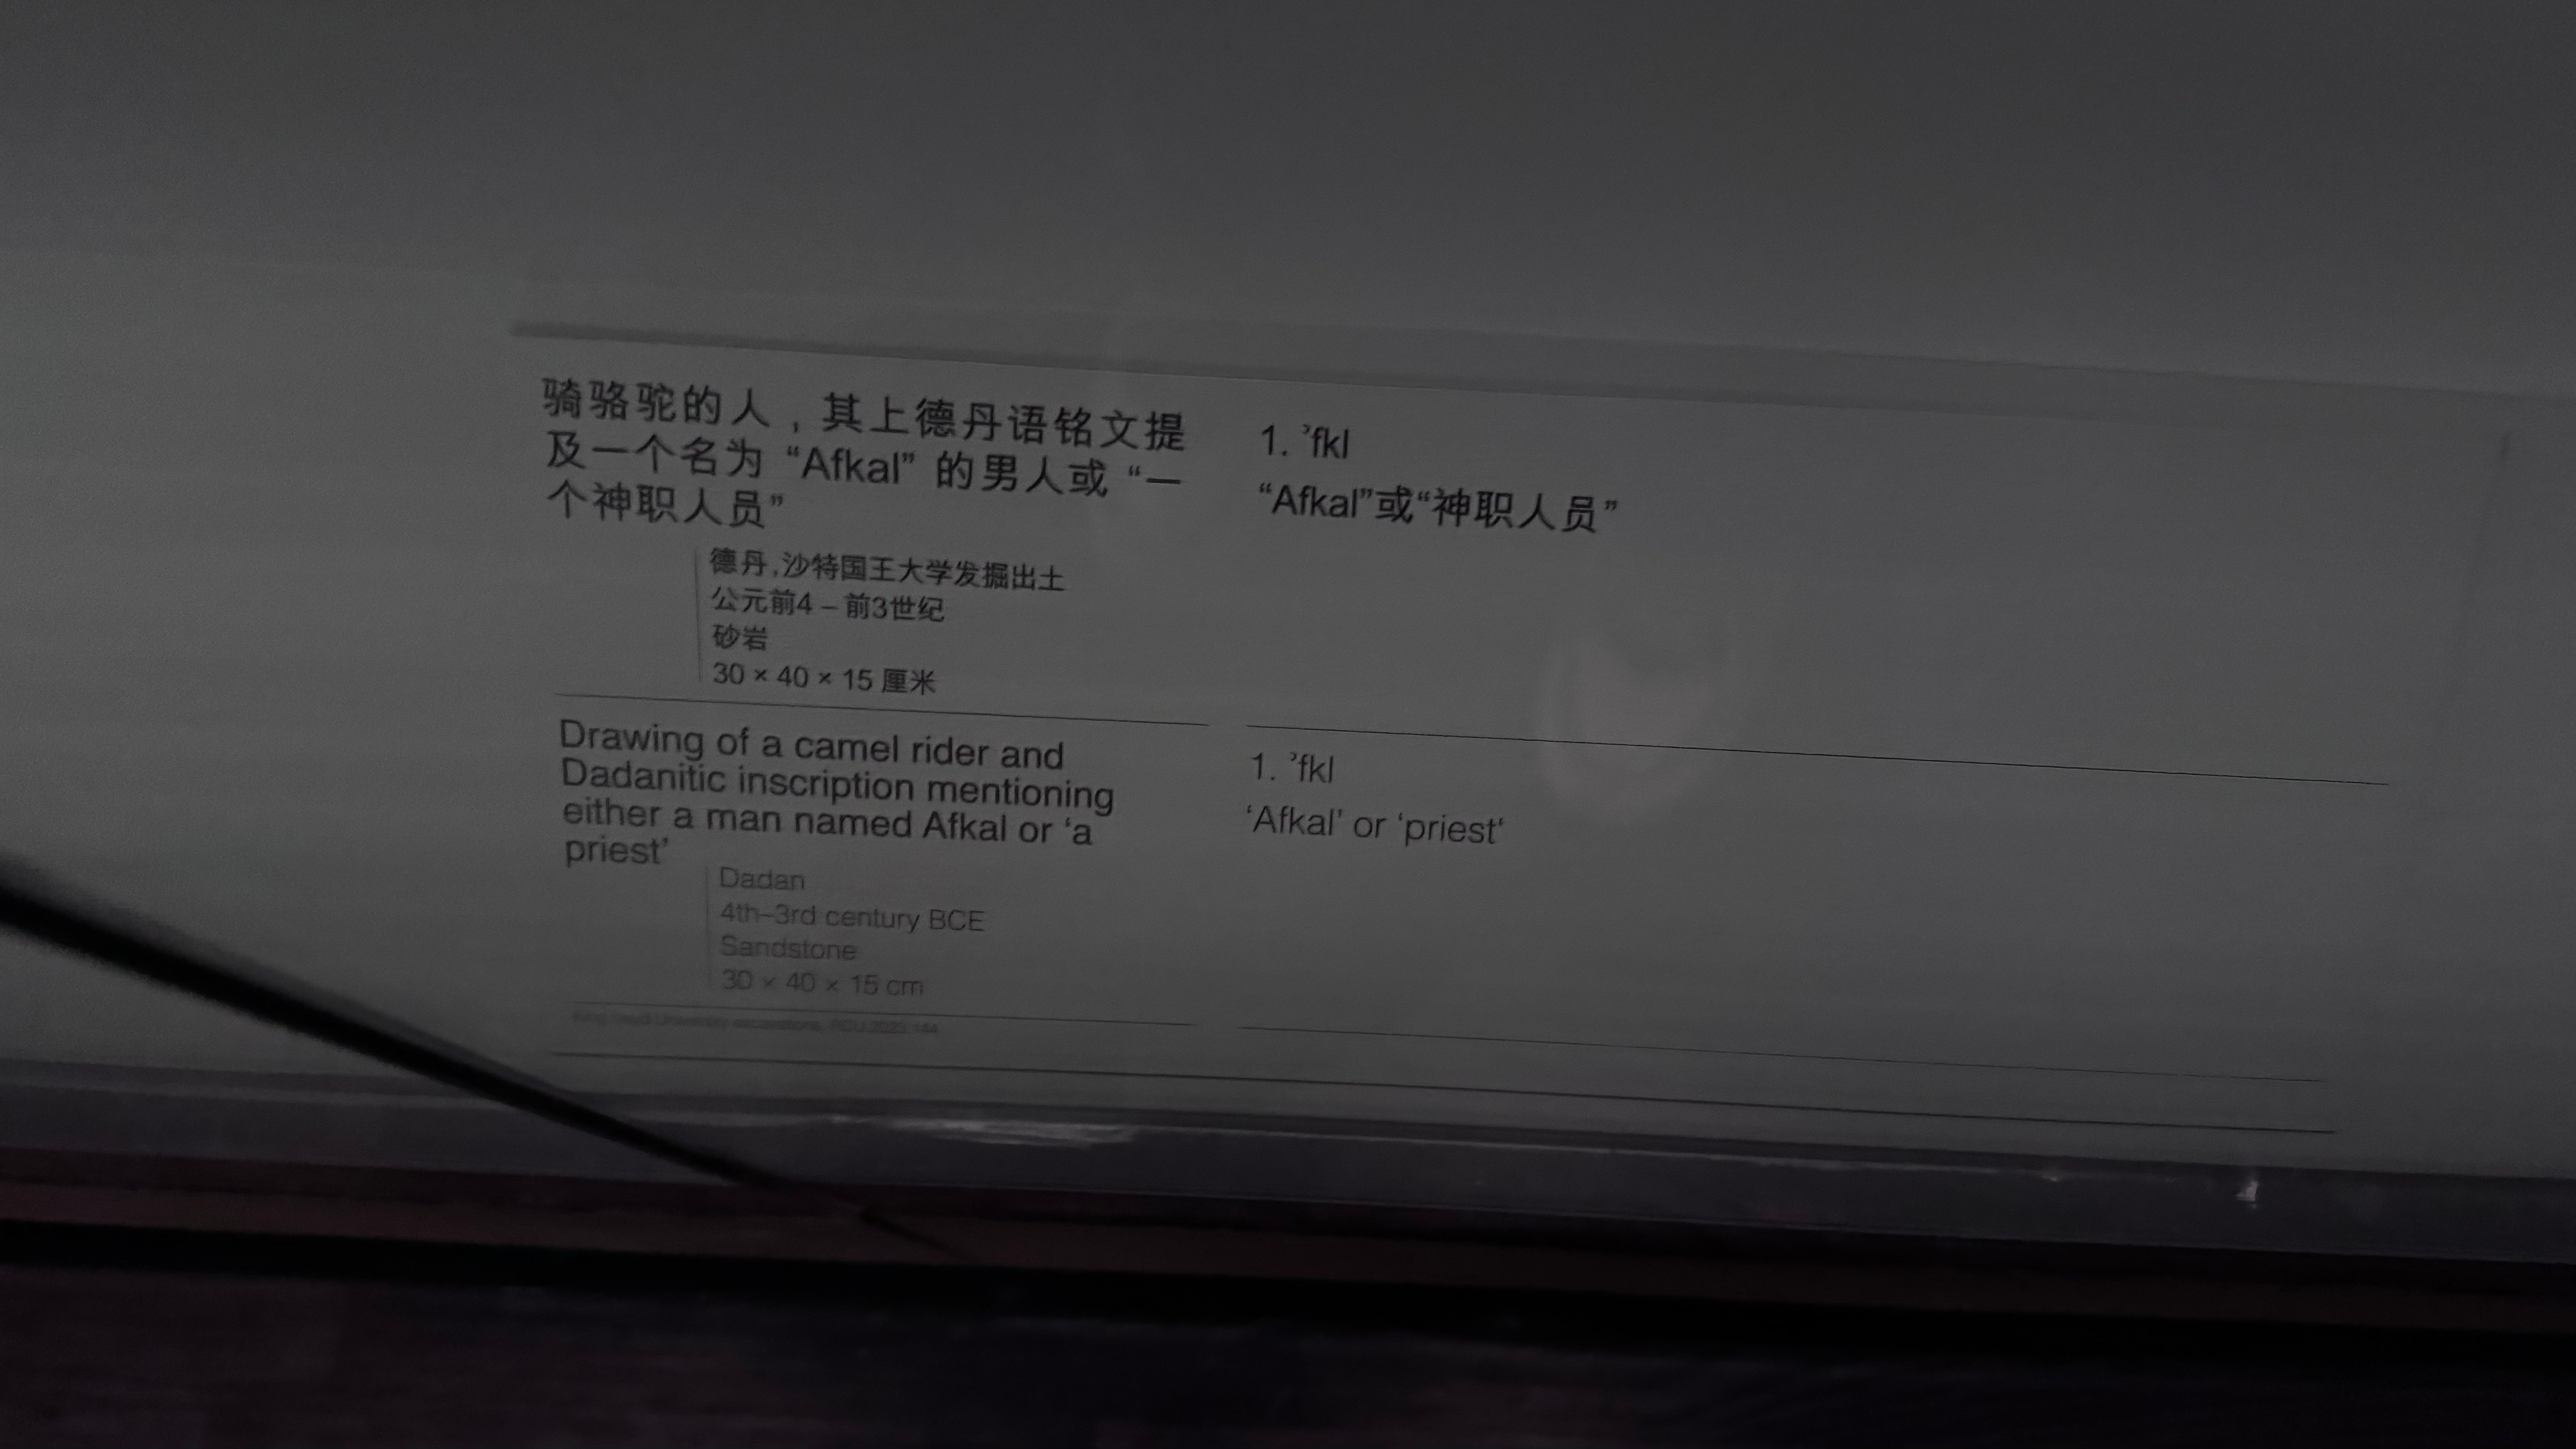 骑骆驼的人，其上德丹语铭文提
及一个名为 “Afkal” 的男人或 “一
个神职人员”
德丹,沙特国王大学发掘出土
公元前4 – 前3世纪
砂岩
30 × 40 × 15 厘米
1. ʾfkl
“Afkal”或“神职人员”
Drawing of a camel rider and
Dadanitic inscription mentioning
either a man named Afkal or ‘a
priest’
Dadan
4th–3rd century BCE
Sandstone
30 × 40 × 15 cm
King Saud University excavations,
1. ʾfkl
‘Afkal’ or ‘priest‘